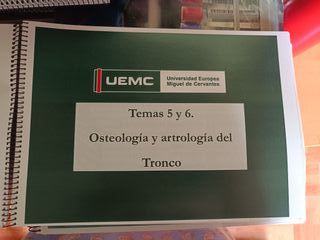 UEMC
Universidad Europea
Miguel de Cervantes
Temas 5 y 6.
Osteología y artrología del
Tronco